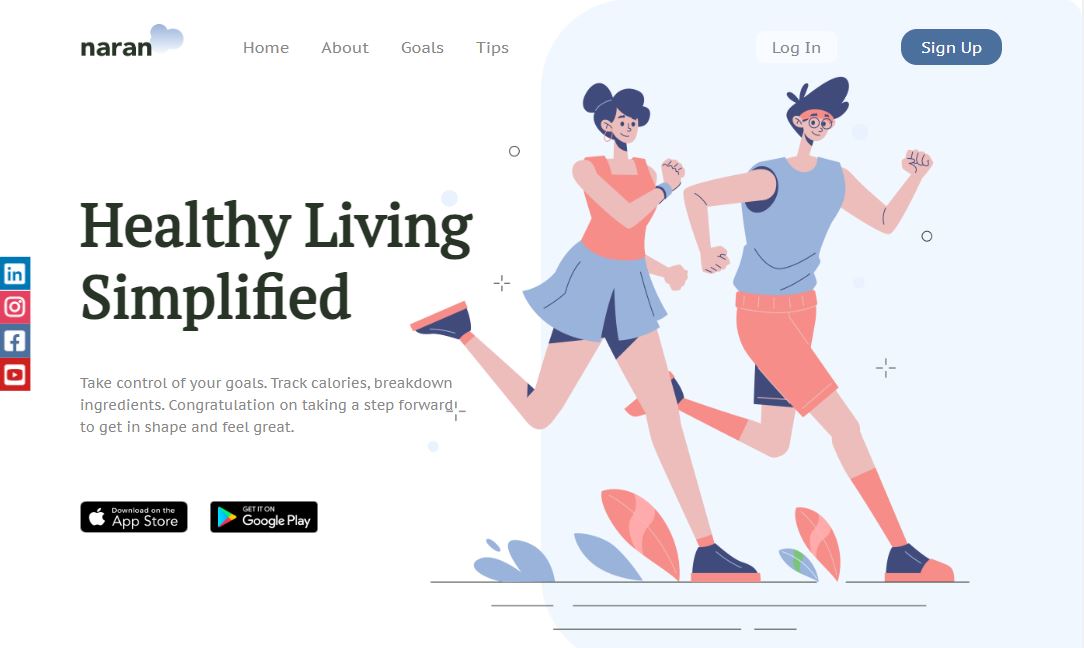 naran
Home
About
Goals
Tips
Log In
Sign Up
Healthy Living
Simplified
Take control of your goals. Track calories, breakdown
ingredients. Congratulation on taking a step forward
to get in shape and feel great.
Download on the
App Store
GET IT ON
Google Play
in